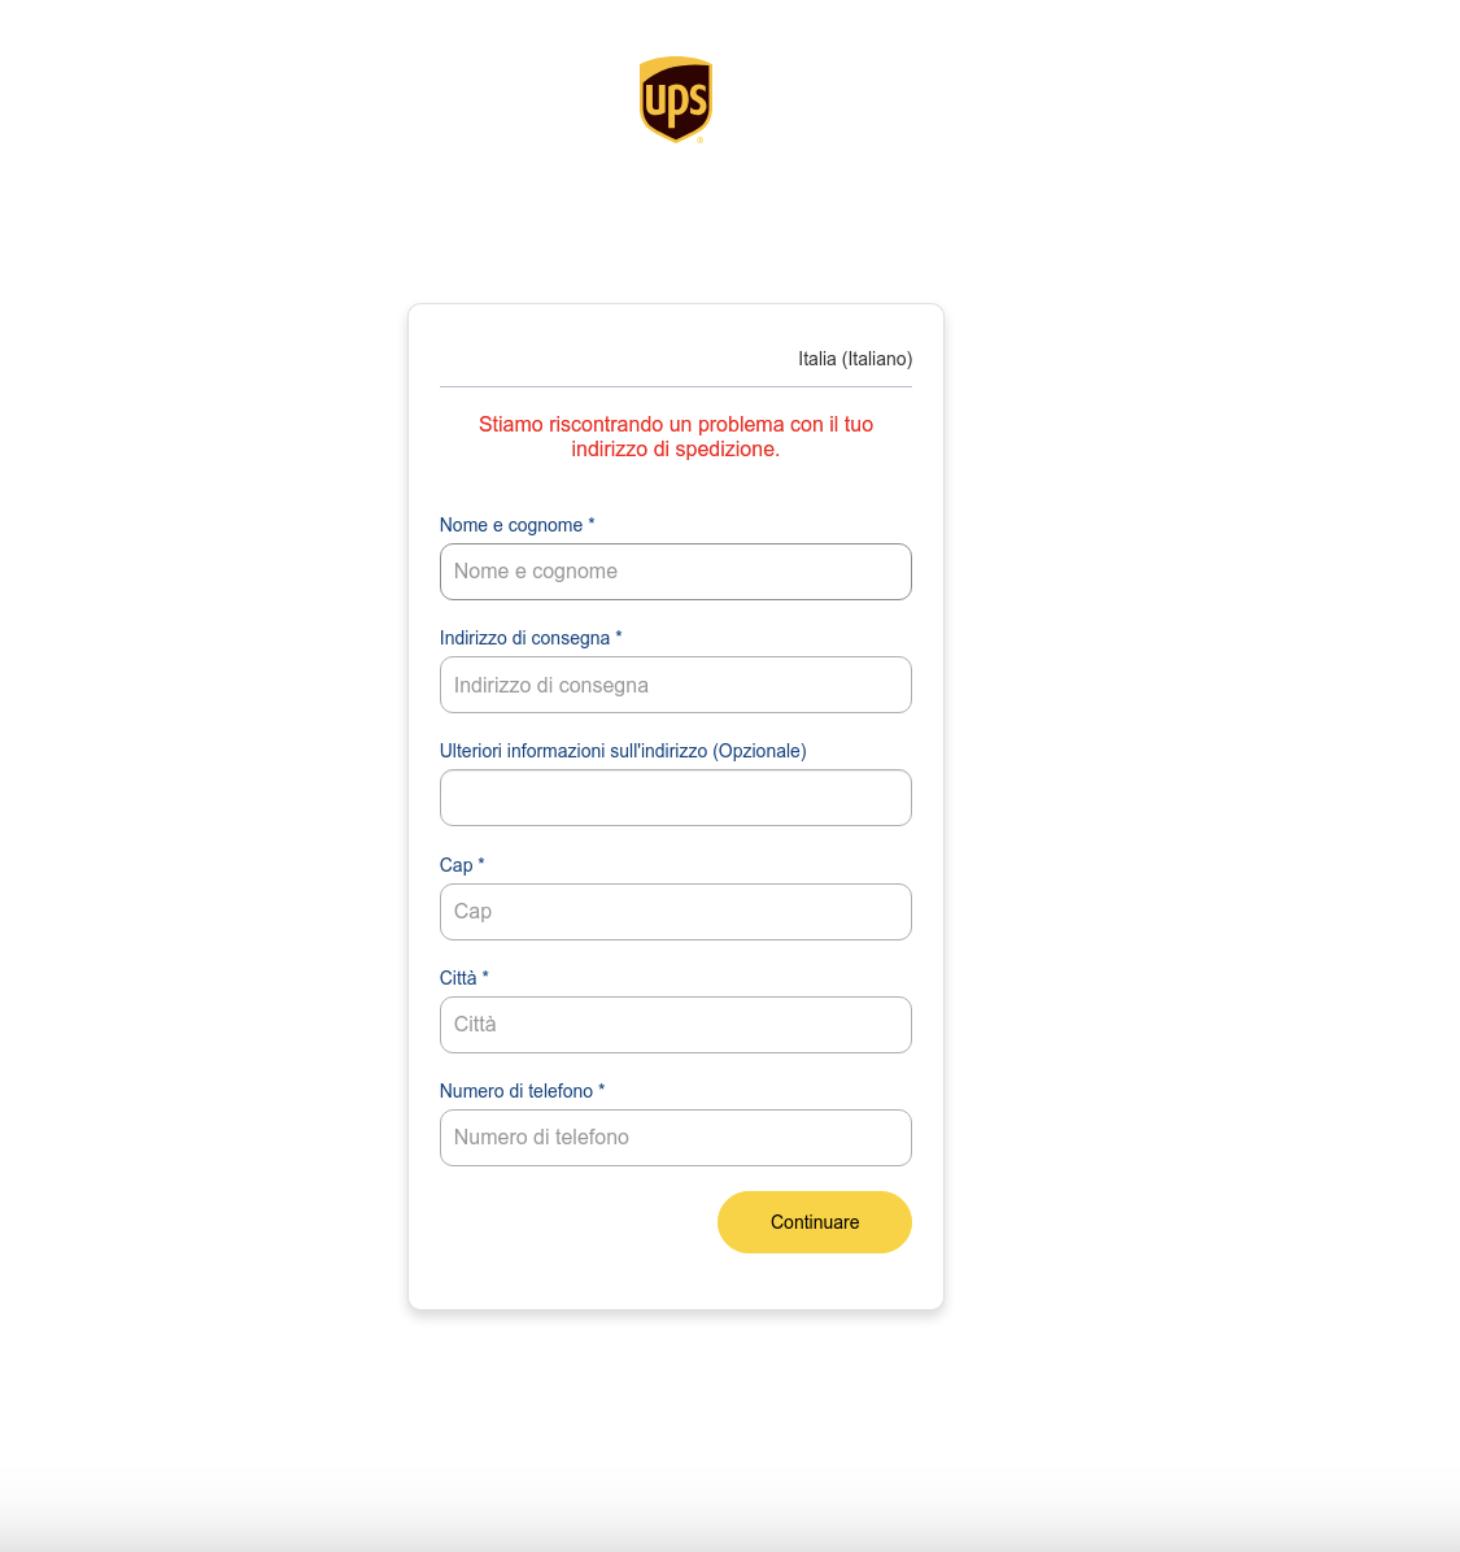 ups
Italia (Italiano)
Stiamo riscontrando un problema con il tuo
indirizzo di spedizione.
Nome e cognome *
Nome e cognome
Indirizzo di consegna *
Indirizzo di consegna
Ulteriori informazioni sull'indirizzo (Opzionale)
Cap *
Cap
Città *
Città
Numero di telefono *
Numero di telefono
Continuare